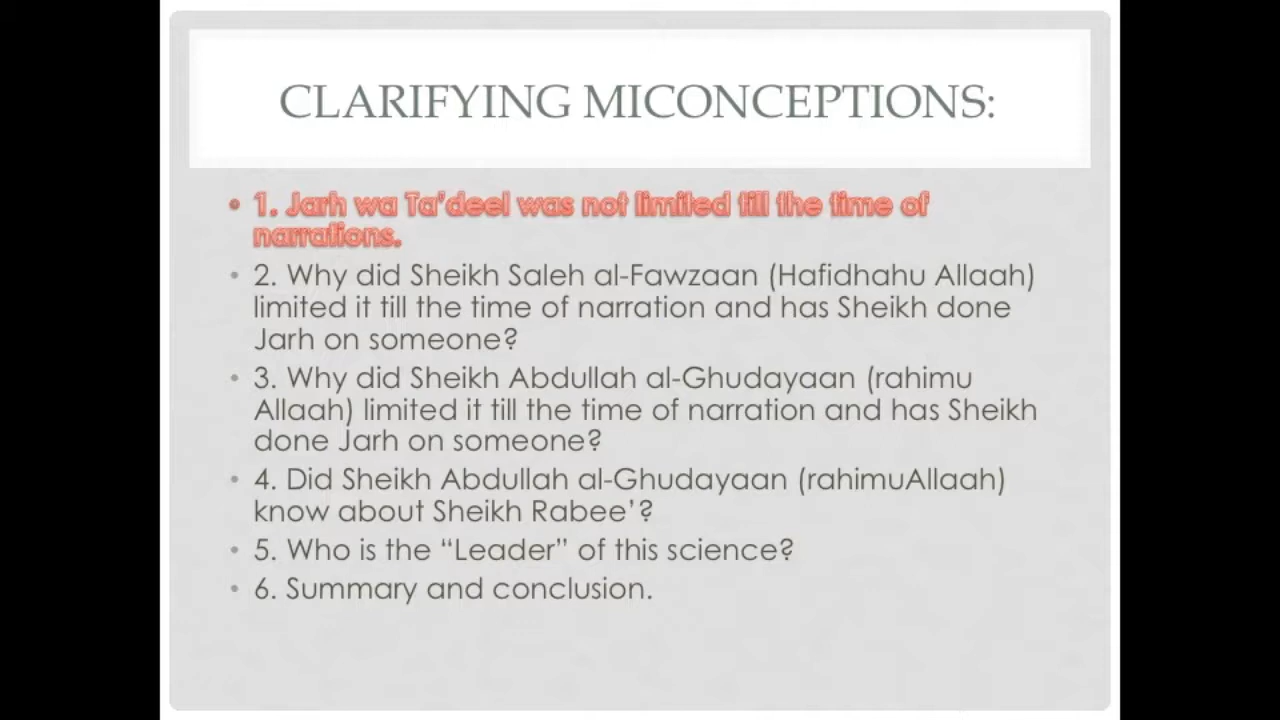 CLARIFYING MICONCEPTIONS:
• 1. Jarh wa Ta'deel was not limited till the time of
narrations.
• 2. Why did Sheikh Saleh al-Fawzaan (Hafidhahu Allaah)
limited it till the time of narration and has Sheikh done
Jarh on someone?
• 3. Why did Sheikh Abdullah al-Ghudayaan (rahimu
Allaah) limited it till the time of narration and has Sheikh
done Jarh on someone?
• 4. Did Sheikh Abdullah al-Ghudayaan (rahimuAllaah)
know about Sheikh Rabee’?
• 5. Who is the “Leader” of this science?
• 6. Summary and conclusion.